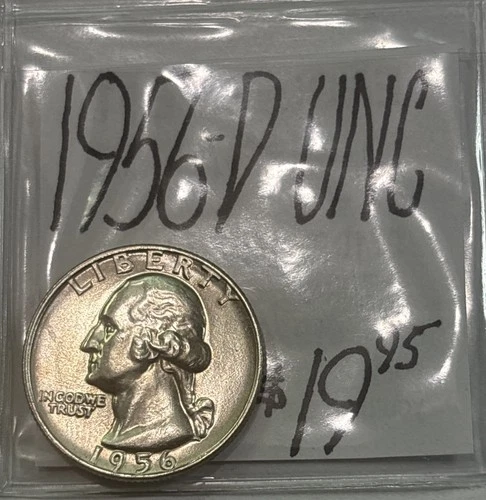 1956-D UNC
LIBERTY
IN GOD WE
TRUST
$19 45
1956